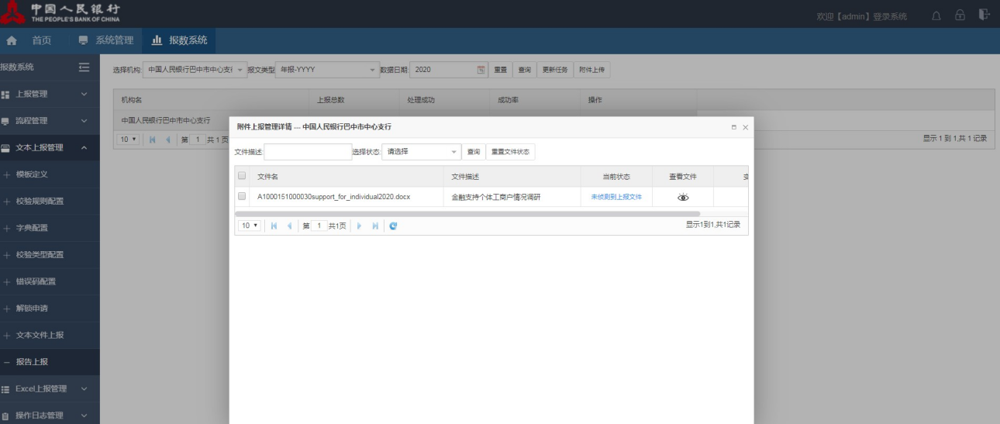 中国人民银行
THE PEOPLE'S BANK OF CHINA
欢迎【admin】登录系统
首页 系统管理 报数系统
报数系统
选择机构: 中国人民银行巴中市中心支行 报文类型 年报-YYYY 数据日期: 2020 重置 查询 更新任务 附件上传
上报管理
机构名 上报总数 处理成功 成功率 操作
流程管理
中国人民银行巴中市中心支行
10 第 1 共 1 页 显示 1 到 1,共 1 记录
附件上报管理详情 --- 中国人民银行巴中市中心支行
文本上报管理
文件描述: 选择状态: 请选择 查询 重置文件状态
模板定义
文件名 文件描述 当前状态 查看文件
A1000151000030support_for_individual2020.docx 金融支持个体工商户情况调研 未侦测到上报文件
校验规则配置
10 第 1 共1页 显示1到1,共1记录
字典配置
校验类型配置
错误码配置
解锁申请
文本文件上报
报告上报
Excel上报管理
操作日志管理